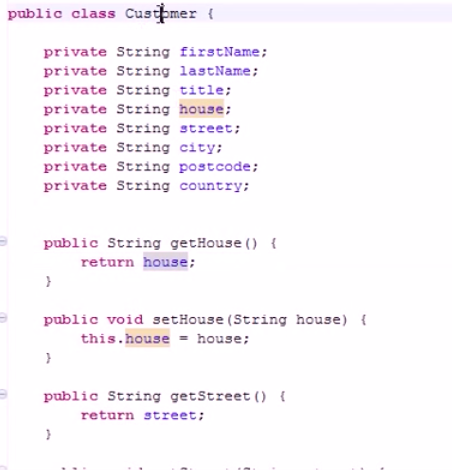 public class Customer {
private String firstName;
private String lastName;
private String title;
private String house;
private String street;
private String city;
private String postcode;
private String country;
public String getHouse() {
return house;
}
public void setHouse(String house) {
this.house = house;
}
public String getStreet() {
return street;
}